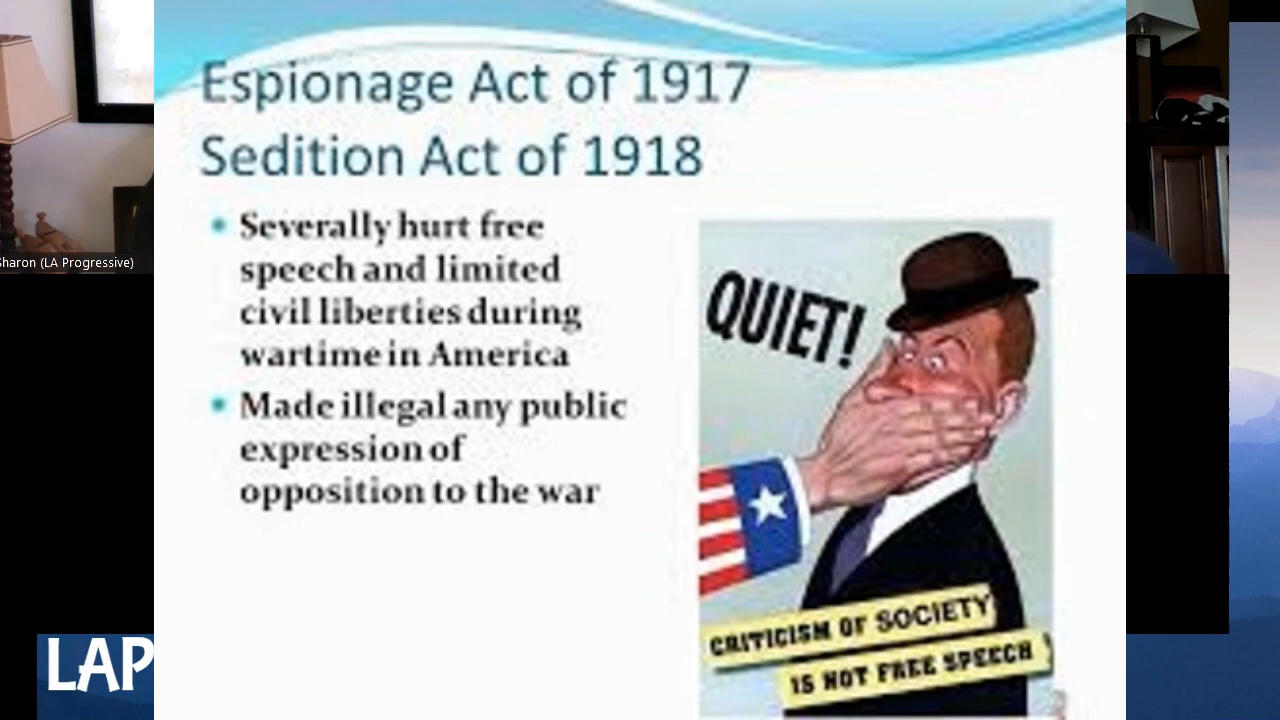 Espionage Act of 1917
Sedition Act of 1918
Severally hurt free
speech and limited
civil liberties during
wartime in America
Made illegal any public
expression of
opposition to the war
QUIET!
CRITICISM OF SOCIETY
IS NOT FREE SPEECH
Sharon (LA Progressive)
LAP